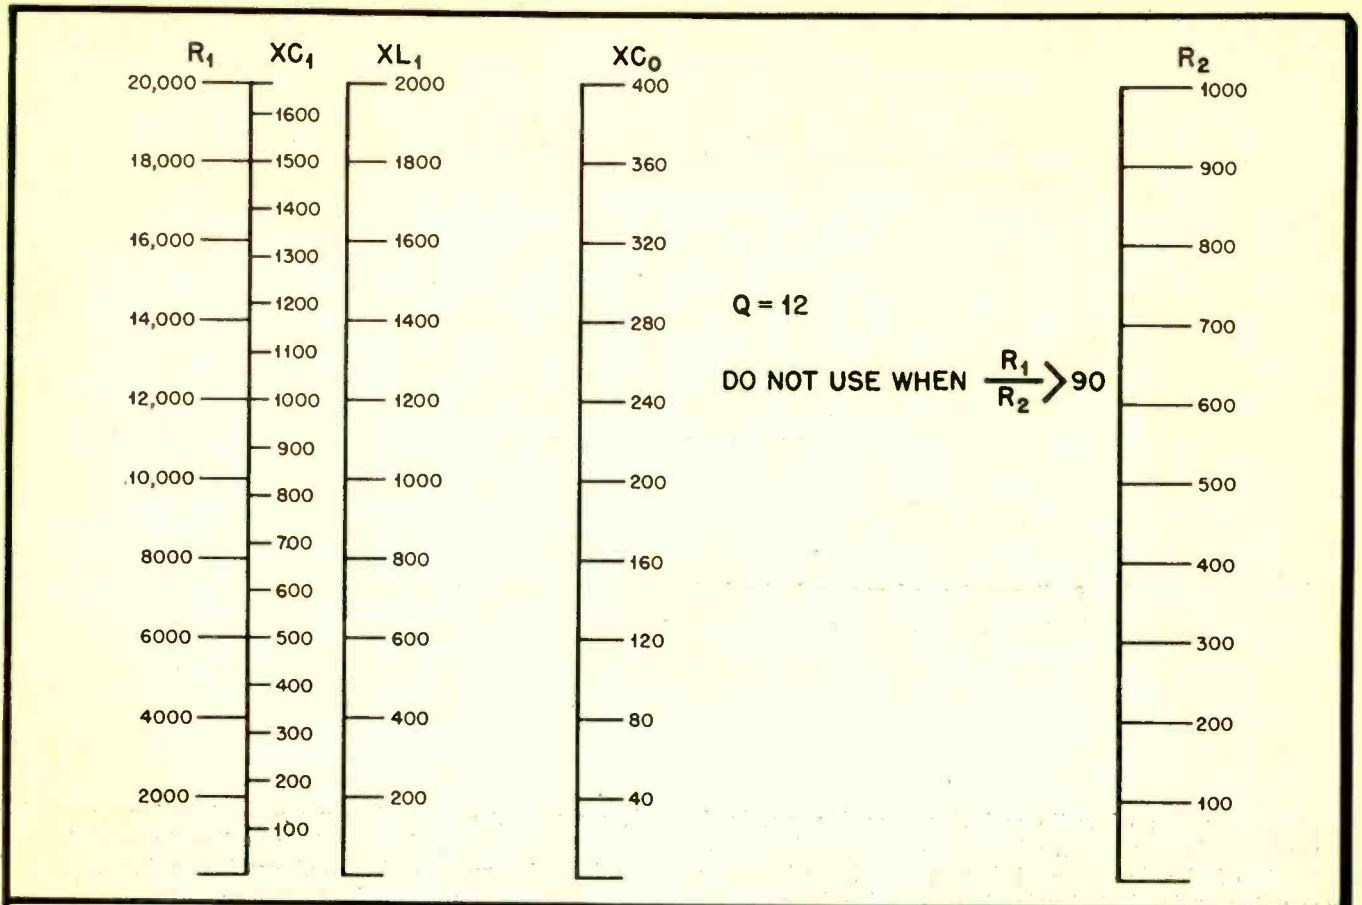 R₁ XC₁ XL₁ XC₀ R₂
20,000 2000 400 1000
1600
18,000 1500 1800 360 900
1400
16,000 1600 320 800
1300
1200
14,000 1400 280 700
Q = 12
1100
DO NOT USE WHEN R₁/R₂ > 90
12,000 1000 1200 240 600
900
10,000 1000 200 500
800
700
8000 800 160 400
600
6000 500 600 120 300
400
4000 400 80 200
300
200
2000 200 40 100
100